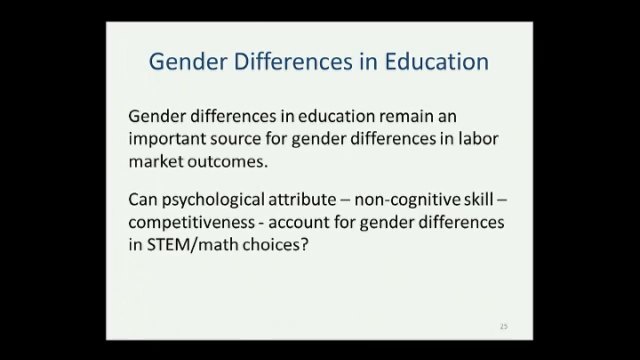 Gender Differences in Education
Gender differences in education remain an
important source for gender differences in labor
market outcomes.
Can psychological attribute – non-cognitive skill –
competitiveness - account for gender differences
in STEM/math choices?
25